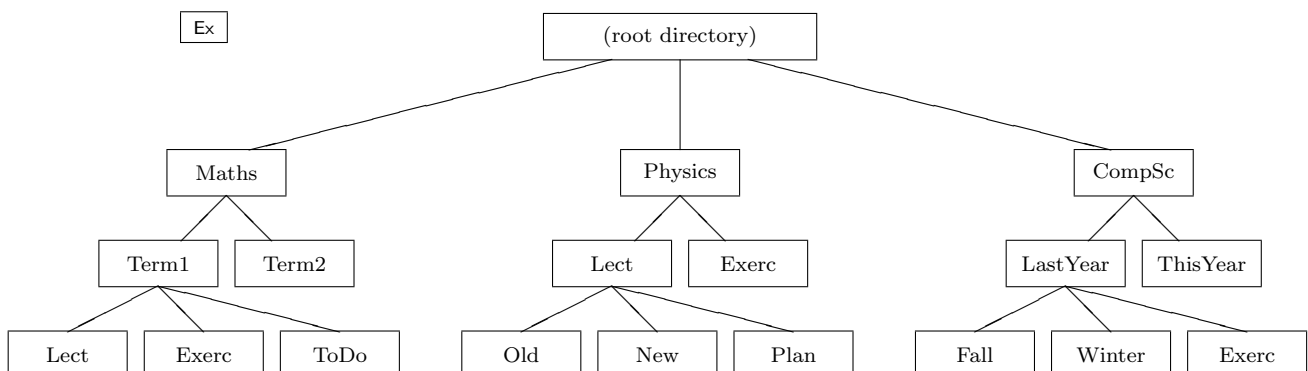 Ex
(root directory)
Maths Physics CompSc
Term1 Term2 Lect Exerc LastYear ThisYear
Lect Exerc ToDo Old New Plan Fall Winter Exerc